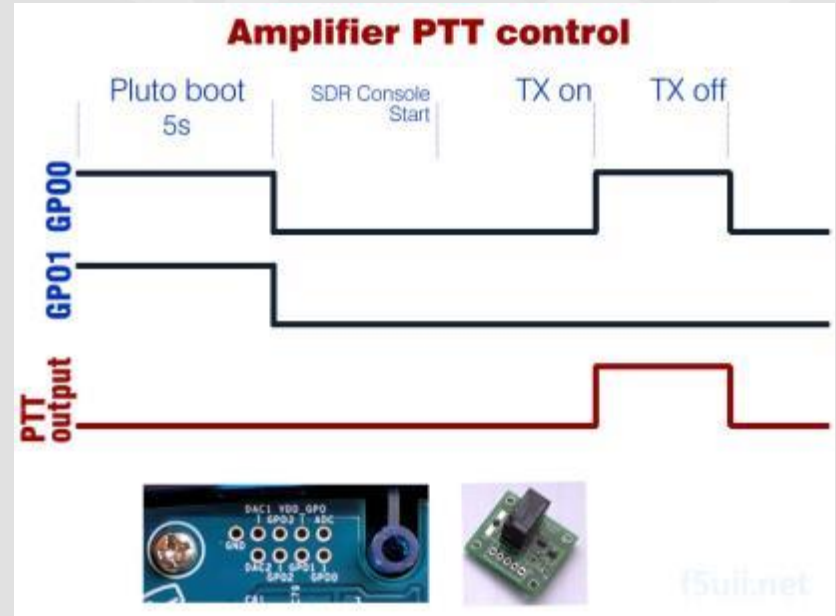 Amplifier PTT control
Pluto boot
5s
SDR Console
Start
TX on
TX off
GPO0
GPO1
PTT
output
DAC1 VDD_GPO
GPO3 ADC
GND
DAC2 GPO1
GPO2 GPO0
f5uii.net